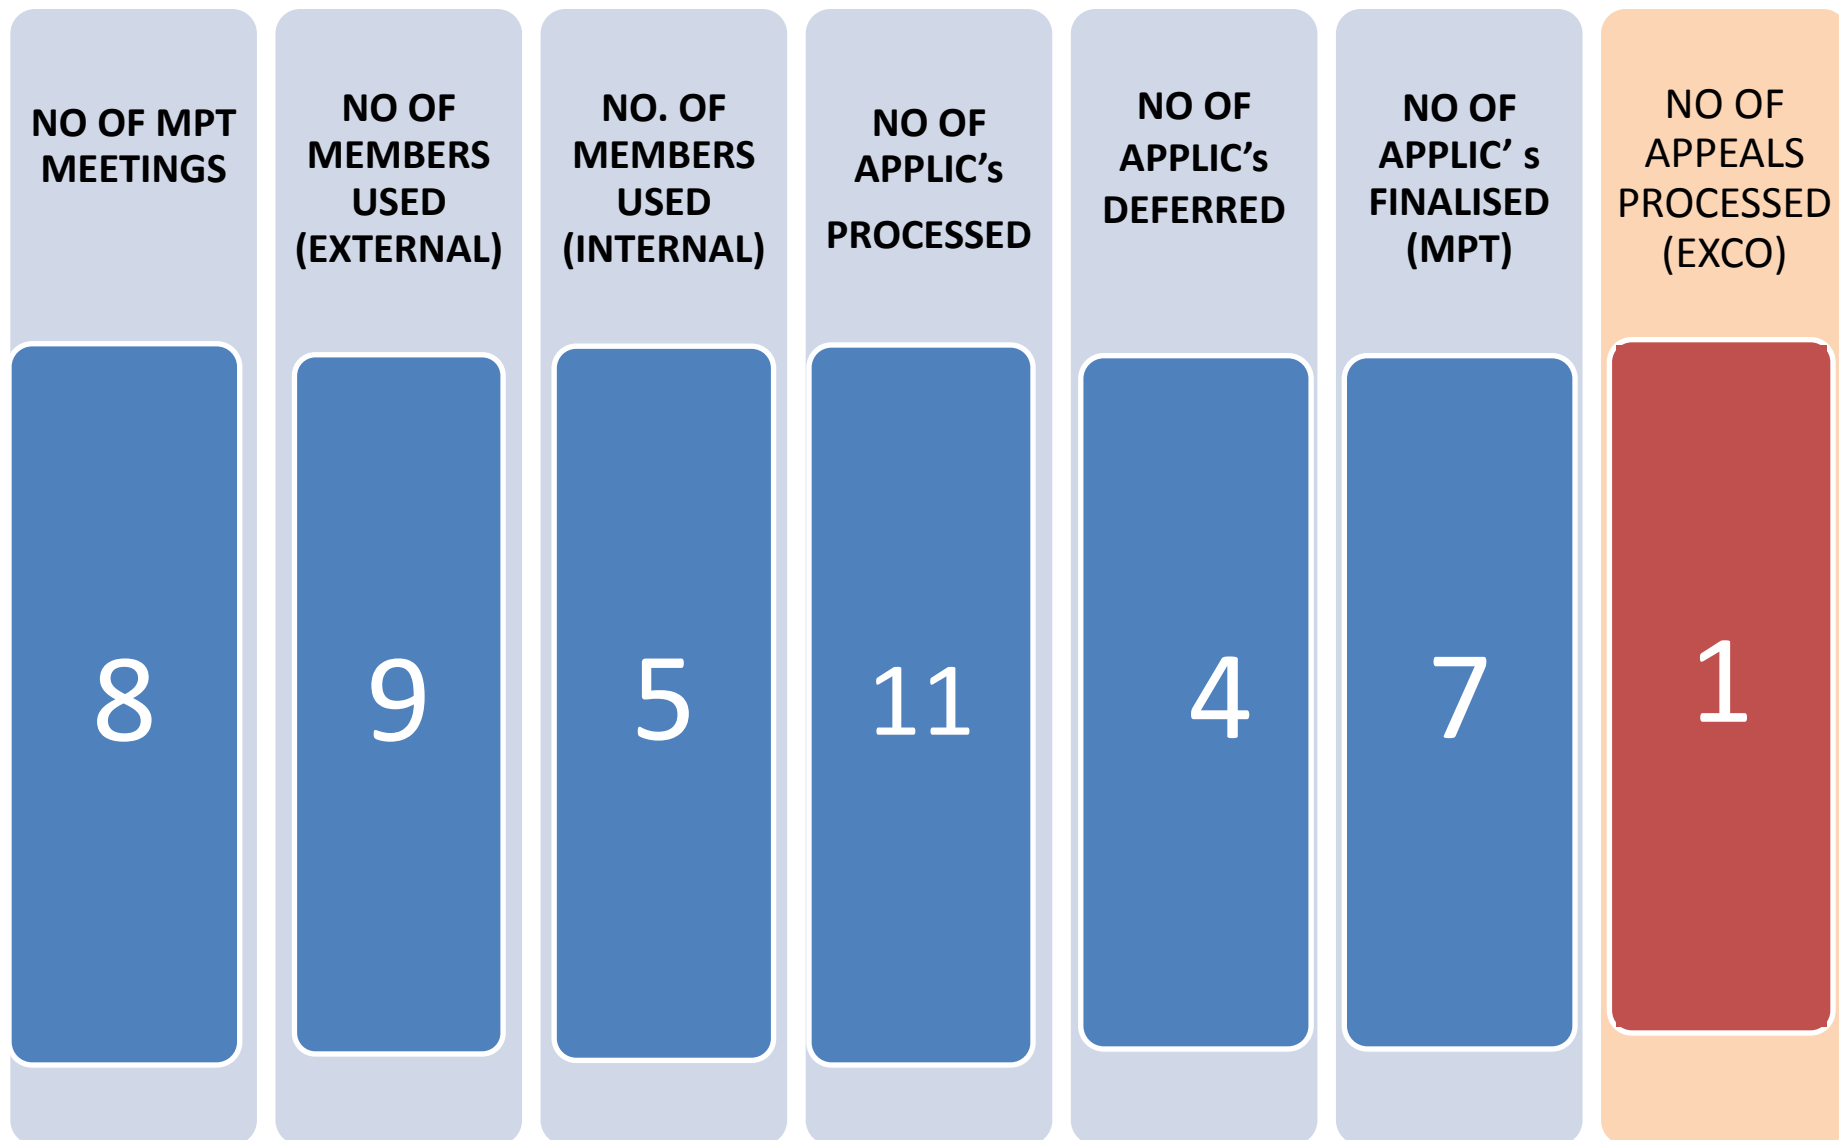 NO OF MPT
MEETINGS
8
NO OF
MEMBERS
USED
(EXTERNAL)
9
NO. OF
MEMBERS
USED
(INTERNAL)
5
NO OF
APPLIC’s
PROCESSED
11
NO OF
APPLIC’s
DEFERRED
4
NO OF
APPLIC’ s
FINALISED
(MPT)
7
NO OF
APPEALS
PROCESSED
(EXCO)
1